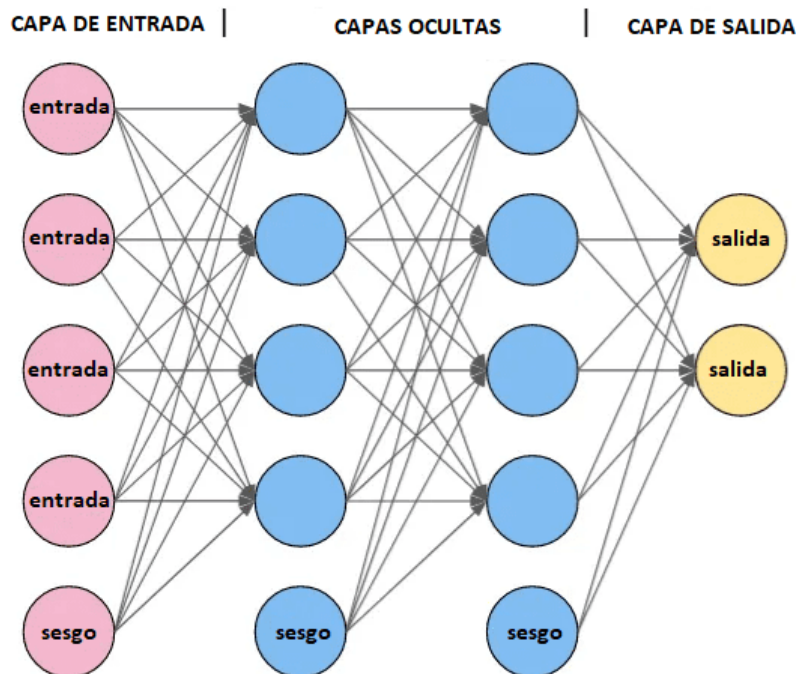 CAPA DE ENTRADA | CAPAS OCULTAS | CAPA DE SALIDA
entrada
entrada salida
entrada salida
entrada
sesgo sesgo sesgo